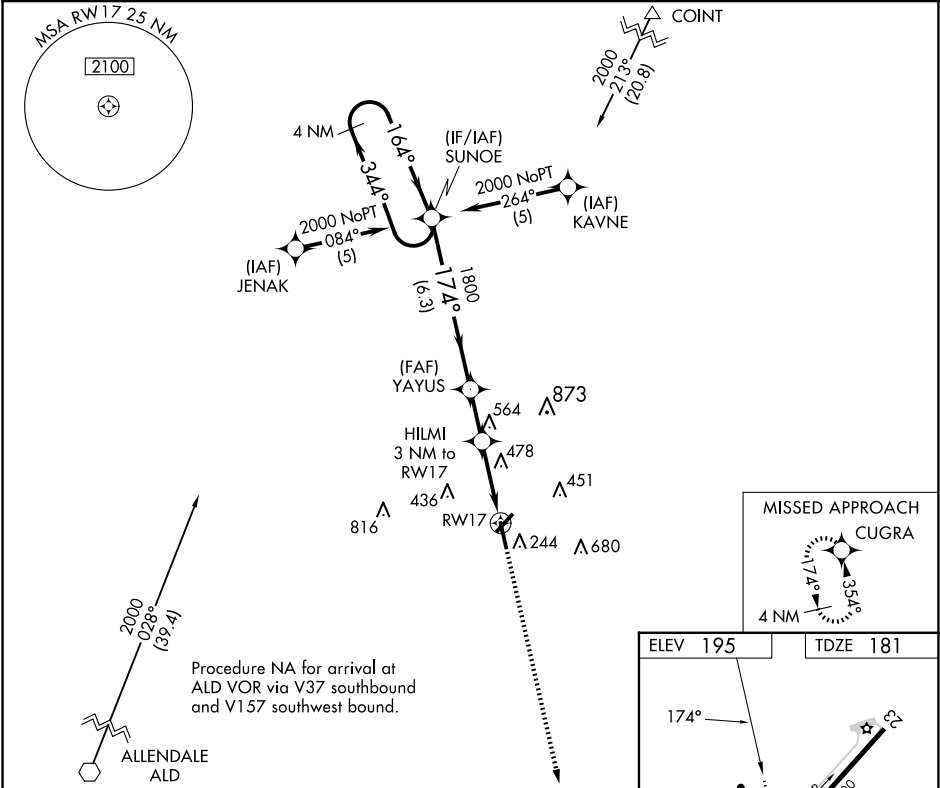 MSA RW17 25 NM
2100
COINT
2000
213°
(20.8)
4 NM
164°
344°
(IF/IAF)
SUNOE
2000 NoPT
264°
(5)
(IAF)
KAVNE
2000 NoPT
084°
(5)
(IAF)
JENAK
1800
174°
(6.3)
(FAF)
YAYUS
564
873
HILMI
3 NM to
RW17
478
436
451
816
RW17
244
680
MISSED APPROACH
CUGRA
174°
354°
4 NM
2000
028°
(39.4)
Procedure NA for arrival at
ALD VOR via V37 southbound
and V157 southwest bound.
ALLENDALE
ALD
ELEV 195
TDZE 181
174°
23